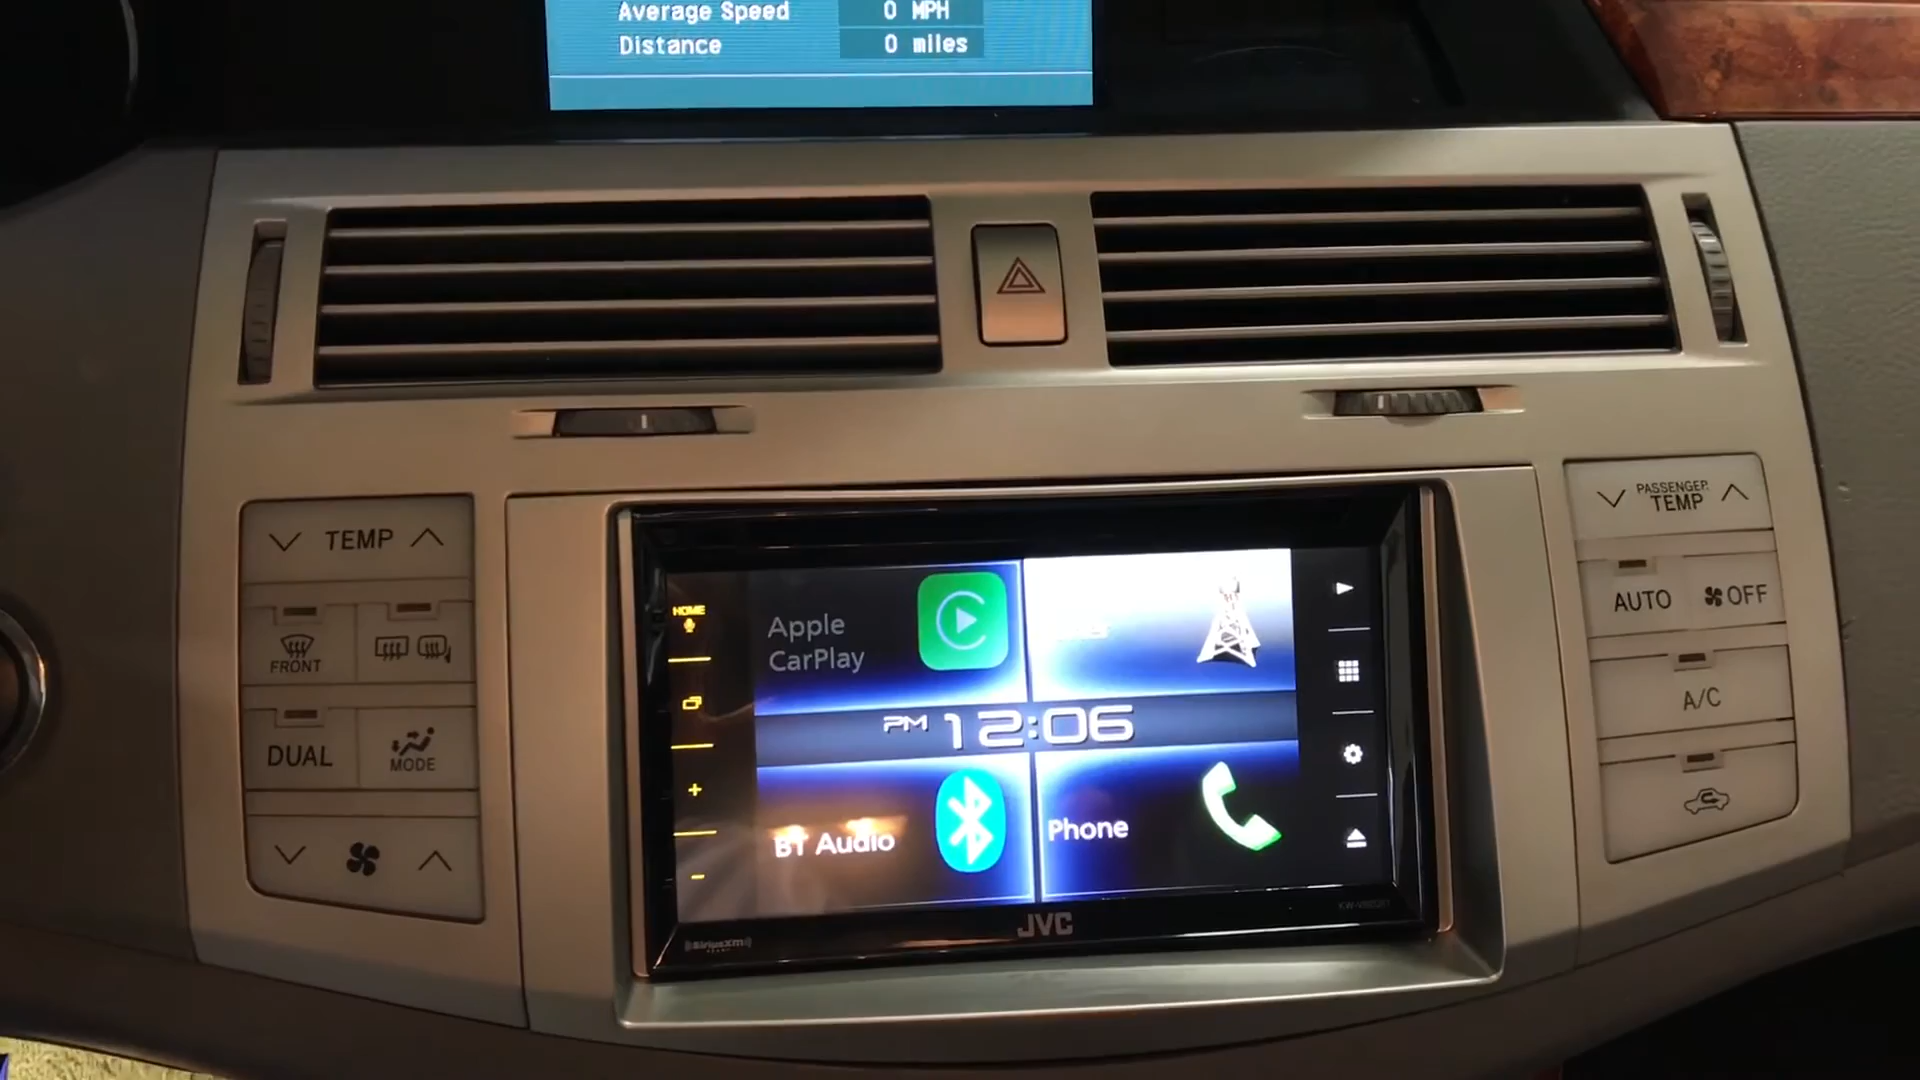 Average Speed 0 MPH
Distance 0 miles
TEMP
FRONT
DUAL
MODE
PASSENGER
TEMP
AUTO
OFF
A/C
HOME
Apple
CarPlay
PM 12:06
BT Audio
Phone
+
-
JVC
((SiriusXM))